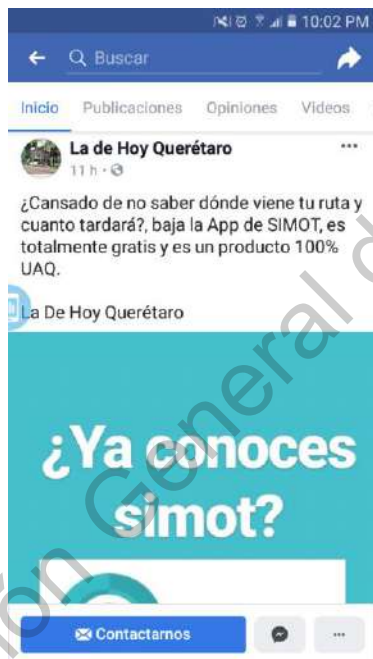 10:02 PM
Buscar
Inicio Publicaciones Opiniones Videos
La de Hoy Querétaro
11 h
¿Cansado de no saber dónde viene tu ruta y
cuanto tardará?, baja la App de SIMOT, es
totalmente gratis y es un producto 100%
UAQ.
La De Hoy Querétaro
¿Ya conoces
simot?
Contactarnos
ión General d